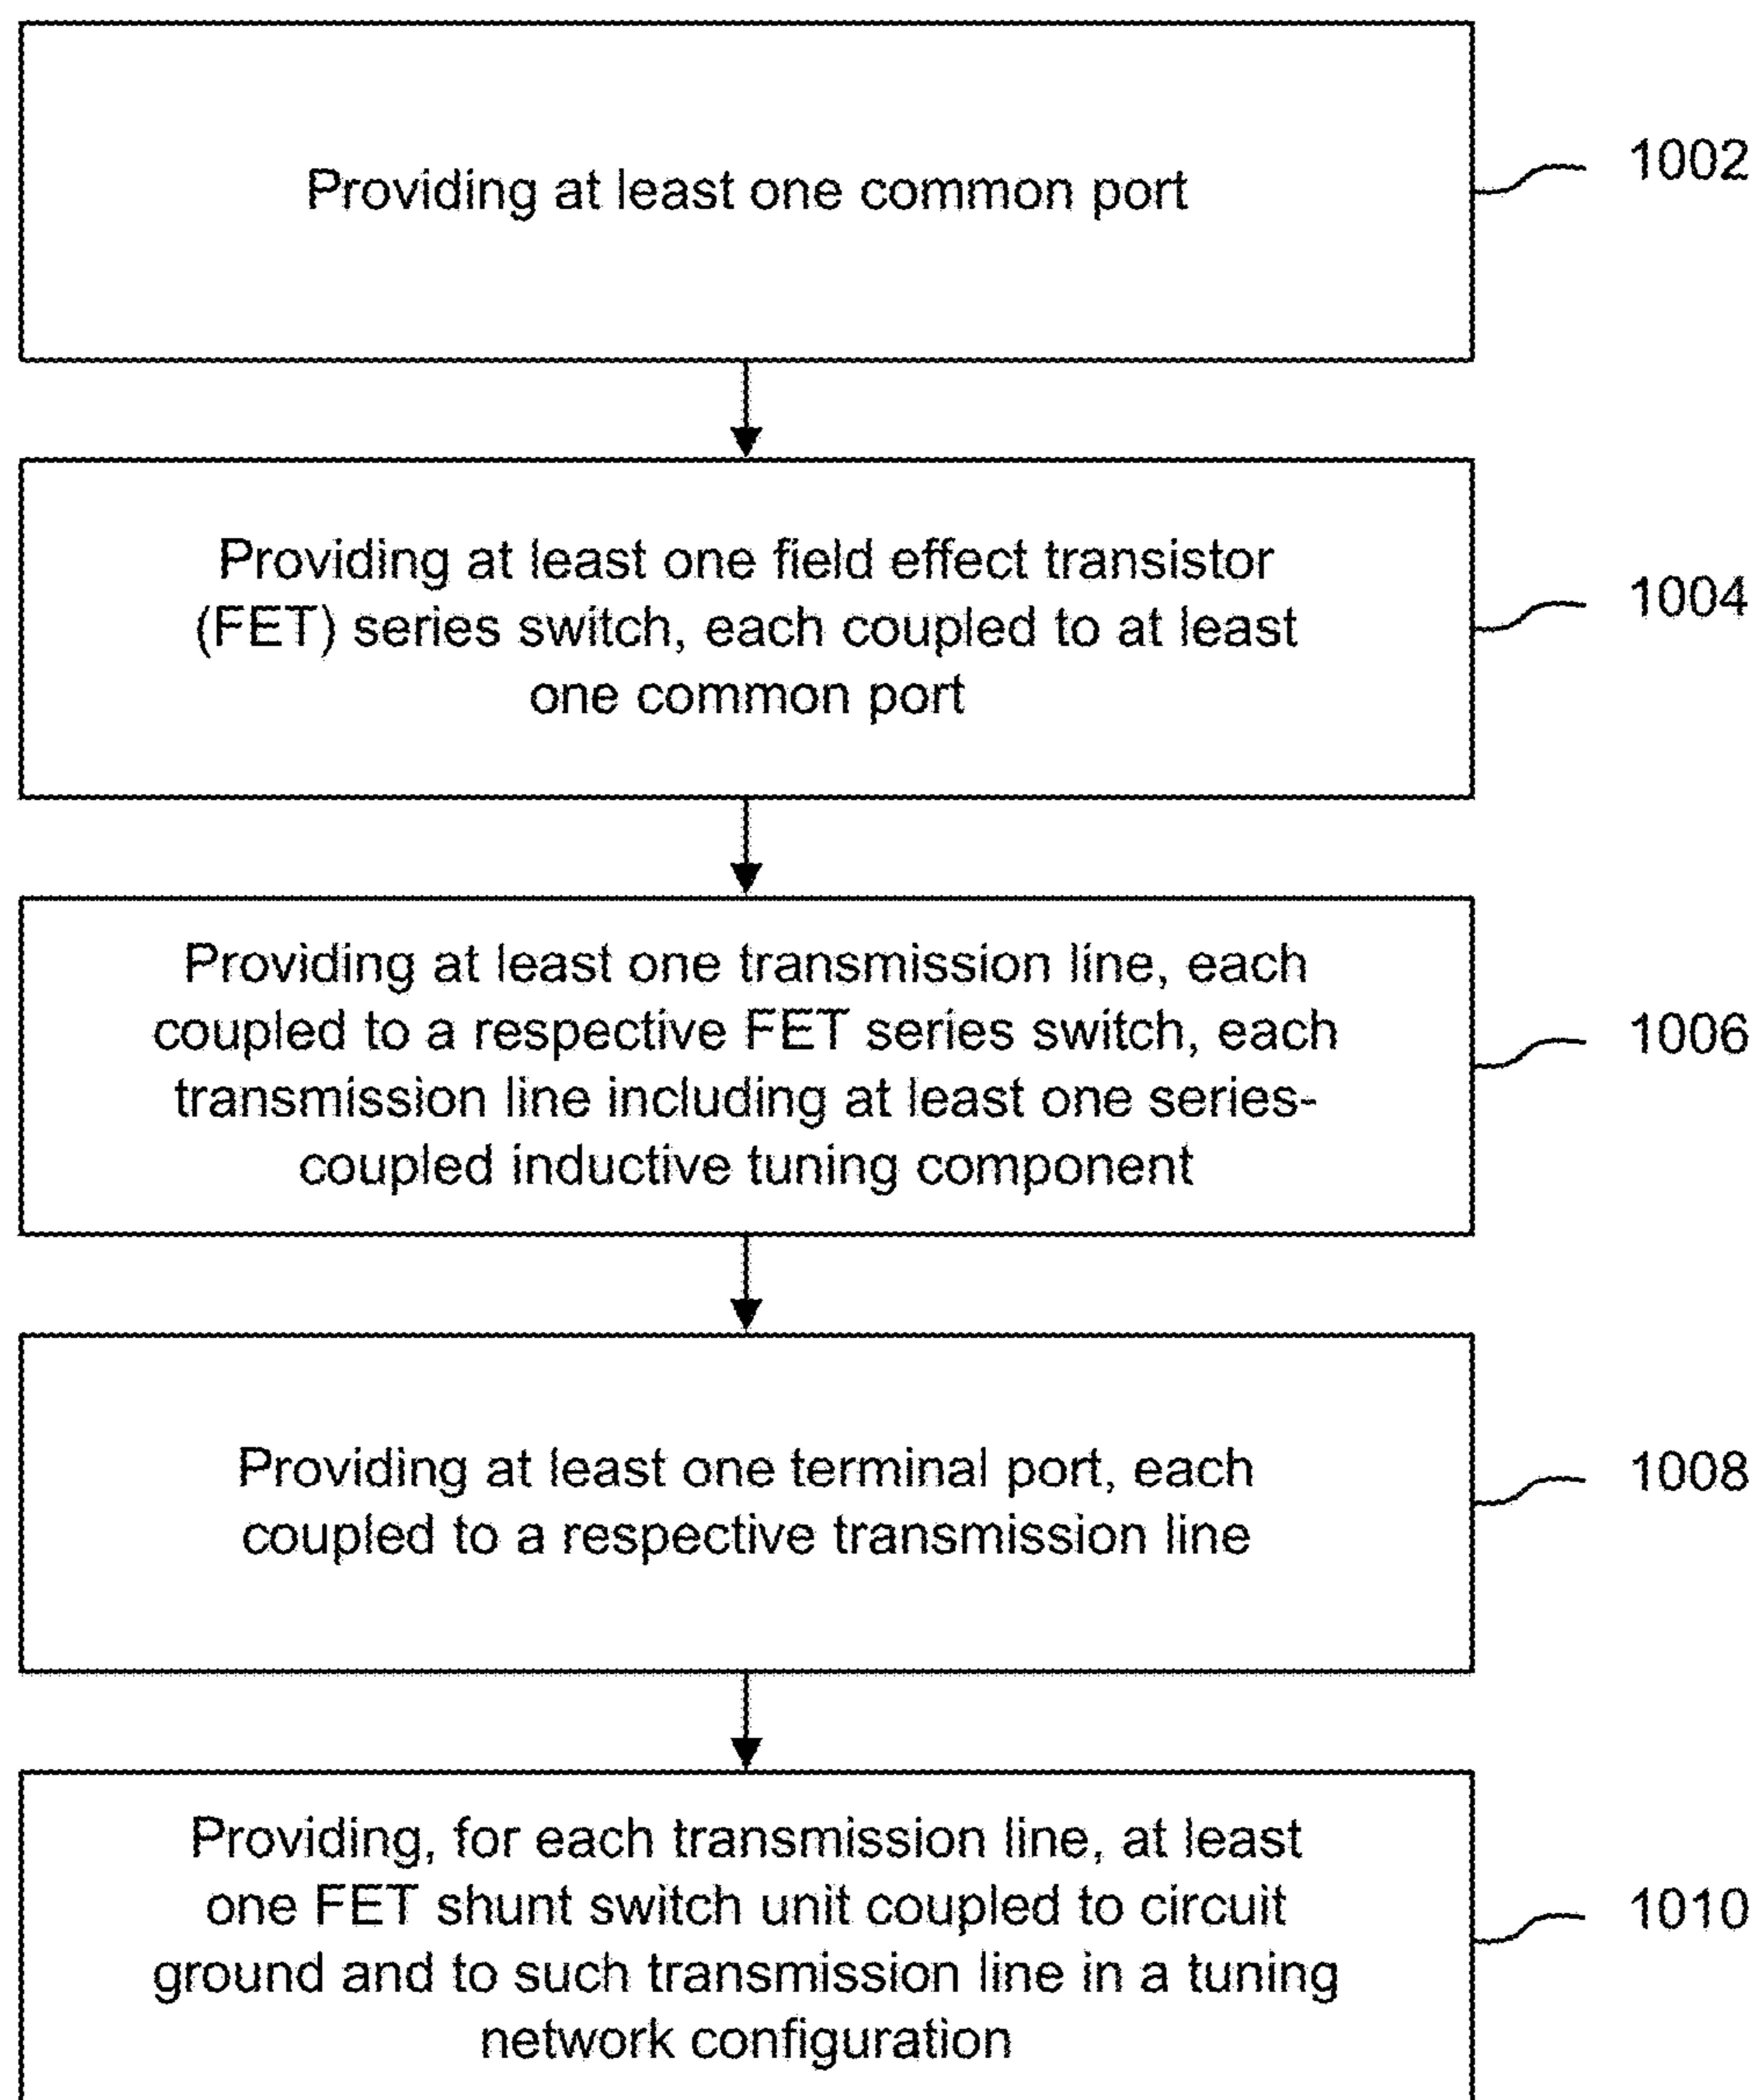 Providing at least one common port
1002
Providing at least one field effect transistor
(FET) series switch, each coupled to at least
one common port
1004
Providing at least one transmission line, each
coupled to a respective FET series switch, each
transmission line including at least one series-
coupled inductive tuning component
1006
Providing at least one terminal port, each
coupled to a respective transmission line
1008
Providing, for each transmission line, at least
one FET shunt switch unit coupled to circuit
ground and to such transmission line in a tuning
network configuration
1010